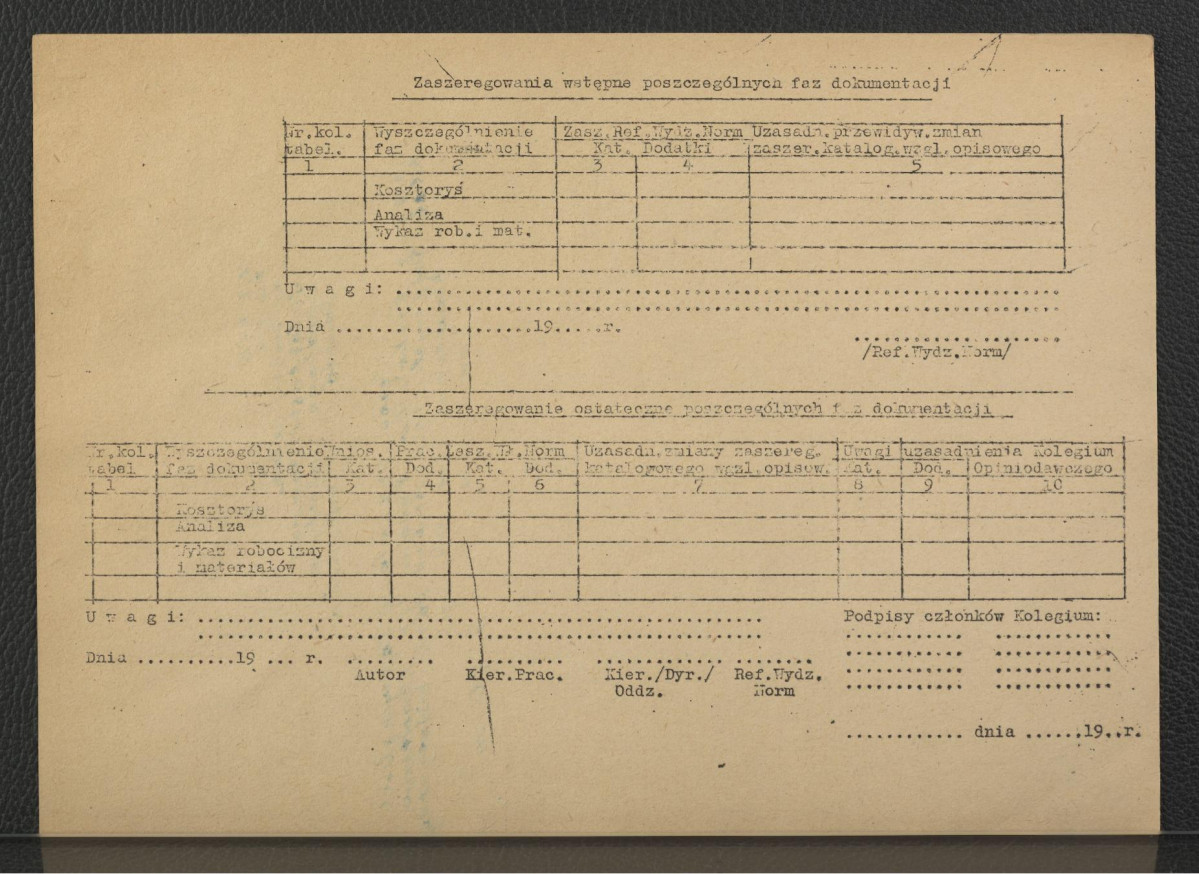 Zaszeregowania wstępne poszczególnych faz dokumentacji
Nr.kol. Wyszczególnienie Zasz.Ref.Wydz.Norm Uzasadn.przewidyw.zmian
tabel. faz dokumentacji Kat. Dodatki zaszer.katalog.wzgl.opisowego
1 2 3 4 5
Kosztorys
Analiza
Wykaz rob.i mat.
U w a g i: ..........................................................................
..........................................................................
Dnia ......................19.....r.
.......................
/Ref.Wydz.Norm/
Zaszeregowanie ostateczne poszczególnych faz dokumentacji
Nr.kol. Wyszczególnienie Wnios. Prac. Zasz.Wł.Norm Uzasadn.zmiany zaszereg. Uwagi uzasadnienia Kolegium
tabel faz dokumentacji Kat. Dod. Kat. Dod. katalogowego wzgl.opisow. Kat. Dod. Opiniodawczego
1 2 3 4 5 6 7 8 9 10
Kosztorys
Analiza
Wykaz robocizny
i materiałów
U w a g i: .............................................................. Podpisy członków Kolegium:
.............................................................. ............. .............
Dnia ..........19 ... r. .......... ........... .............. ......... ............. .............
Autor Kier.Prac. Kier./Dyr./ Ref.Wydz. ............. .............
Oddz. Norm ............. .............
............. dnia ......19..r.